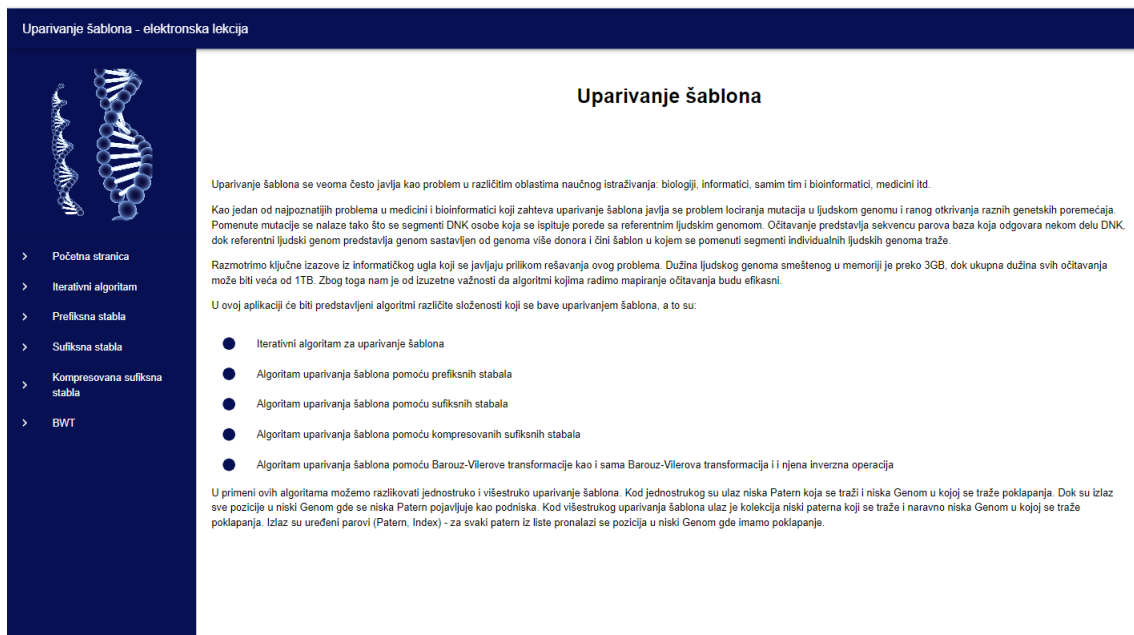 Uparivanje šablona - elektronska lekcija
Početna stranica
Iterativni algoritam
Prefiksna stabla
Sufiksna stabla
Kompresovana sufiksna
stabla
BWT
Uparivanje šablona
Uparivanje šablona se veoma često javlja kao problem u različitim oblastima naučnog istraživanja: biologiji, informatici, samim tim i bioinformatici, medicini itd.
Kao jedan od najpoznatijih problema u medicini i bioinformatici koji zahteva uparivanje šablona javlja se problem lociranja mutacija u ljudskom genomu i ranog otkrivanja raznih genetskih poremećaja.
Pomenute mutacije se nalaze tako što se segmenti DNK osobe koja se ispituje porede sa referentnim ljudskim genomom. Očitavanje predstavlja sekvencu parova baza koja odgovara nekom delu DNK,
dok referentni ljudski genom predstavlja genom sastavljen od genoma više donora i čini šablon u kojem se pomenuti segmenti individualnih ljudskih genoma traže.
Razmotrimo ključne izazove iz informatičkog ugla koji se javljaju prilikom rešavanja ovog problema. Dužina ljudskog genoma smeštenog u memoriji je preko 3GB, dok ukupna dužina svih očitavanja
može biti veća od 1TB. Zbog toga nam je od izuzetne važnosti da algoritmi kojima radimo mapiranje očitavanja budu efikasni.
U ovoj aplikaciji će biti predstavljeni algoritmi različite složenosti koji se bave uparivanjem šablona, a to su:
Iterativni algoritam za uparivanje šablona
Algoritam uparivanja šablona pomoću prefiksnih stabala
Algoritam uparivanja šablona pomoću sufiksnih stabala
Algoritam uparivanja šablona pomoću kompresovanih sufiksnih stabala
Algoritam uparivanja šablona pomoću Barouz-Vilerove transformacije kao i sama Barouz-Vilerova transformacija i i njena inverzna operacija
U primeni ovih algoritama možemo razlikovati jednostruko i višestruko uparivanje šablona. Kod jednostrukog su ulaz niska Patern koja se traži i niska Genom u kojoj se traže poklapanja. Dok su izlaz
sve pozicije u niski Genom gde se niska Patern pojavljuje kao podniska. Kod višestrukog uparivanja šablona ulaz je kolekcija niski paterna koji se traže i naravno niska Genom u kojoj se traže
poklapanja. Izlaz su uređeni parovi (Patern, Index) - za svaki patern iz liste pronalazi se pozicija u niski Genom gde imamo poklapanje.